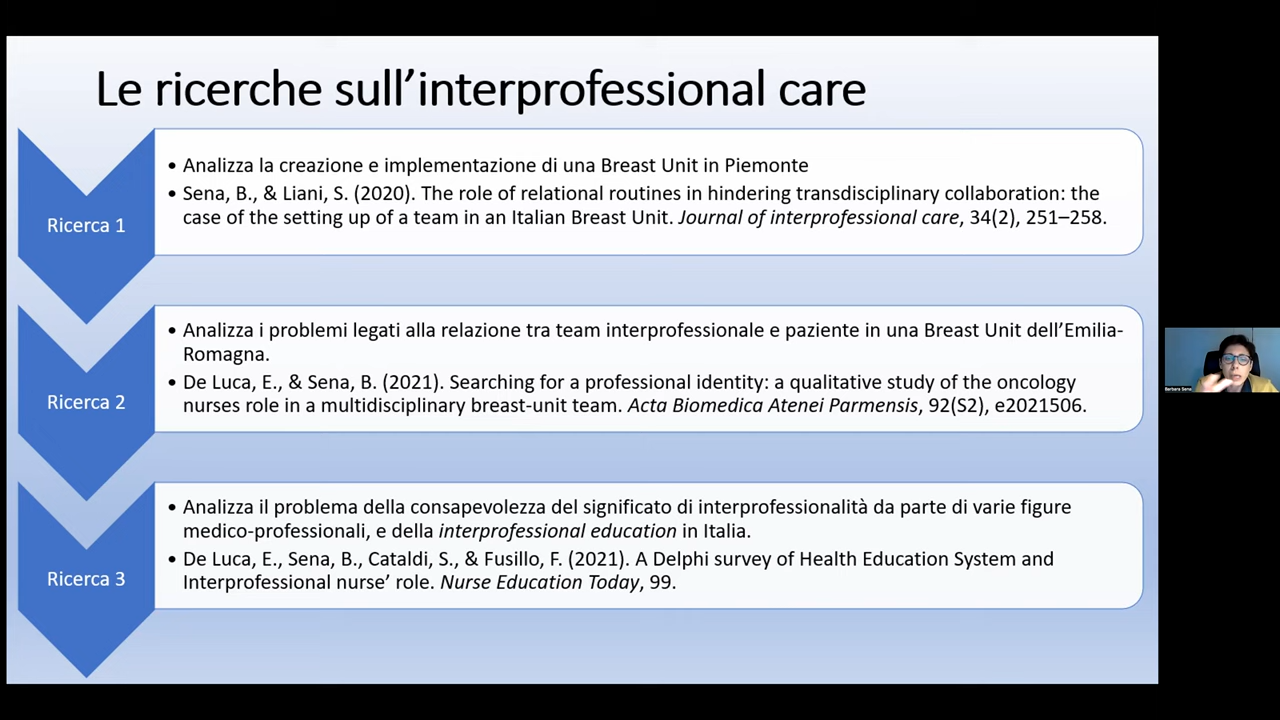 Le ricerche sull’interprofessional care
Ricerca 1
• Analizza la creazione e implementazione di una Breast Unit in Piemonte
• Sena, B., & Liani, S. (2020). The role of relational routines in hindering transdisciplinary collaboration: the
case of the setting up of a team in an Italian Breast Unit. Journal of interprofessional care, 34(2), 251–258.
Ricerca 2
• Analizza i problemi legati alla relazione tra team interprofessionale e paziente in una Breast Unit dell’Emilia-
Romagna.
• De Luca, E., & Sena, B. (2021). Searching for a professional identity: a qualitative study of the oncology
nurses role in a multidisciplinary breast-unit team. Acta Biomedica Atenei Parmensis, 92(S2), e2021506.
Ricerca 3
• Analizza il problema della consapevolezza del significato di interprofessionalità da parte di varie figure
medico-professionali, e della interprofessional education in Italia.
• De Luca, E., Sena, B., Cataldi, S., & Fusillo, F. (2021). A Delphi survey of Health Education System and
Interprofessional nurse’ role. Nurse Education Today, 99.
Barbara Sena